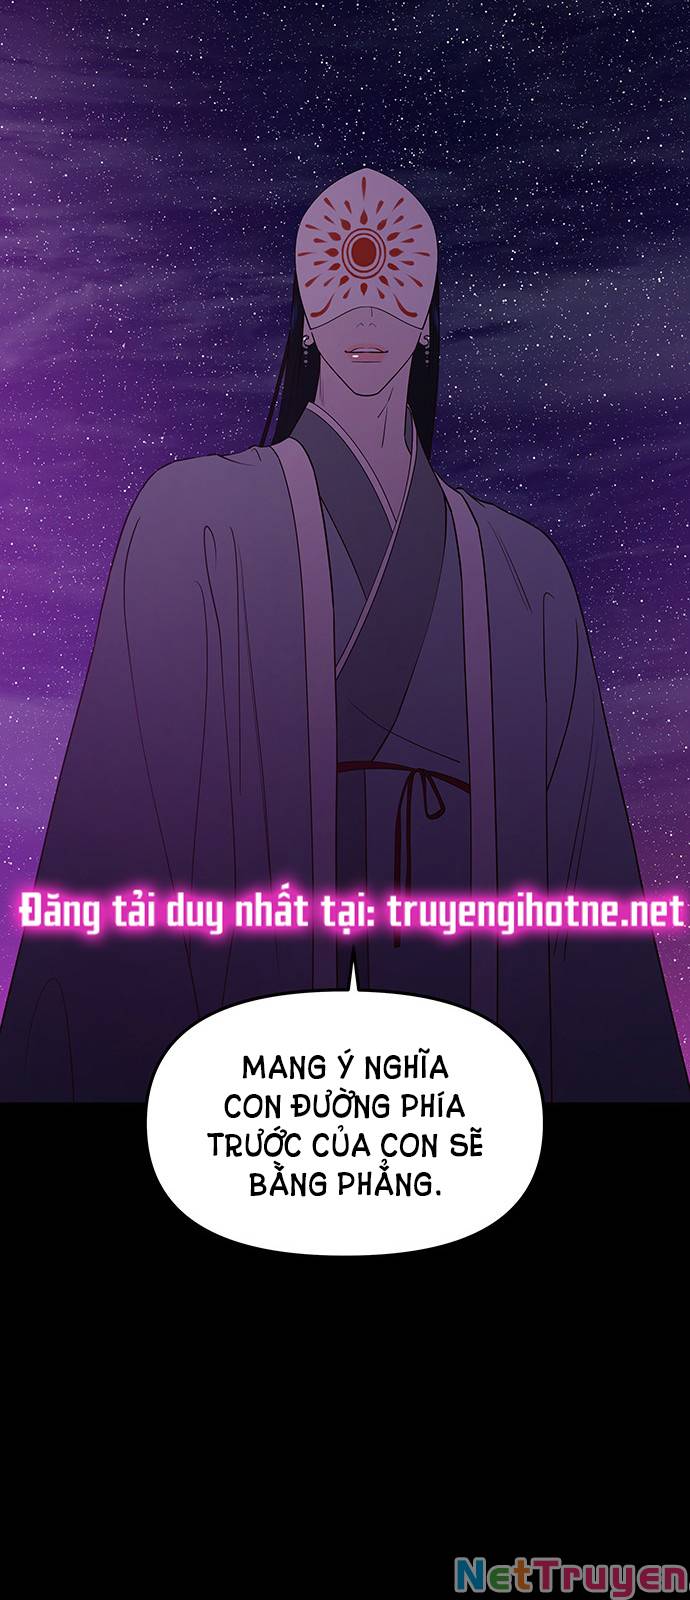 Đăng tải duy nhất tại: truyengihotne.net
MANG Ý NGHĨA
CON ĐƯỜNG PHÍA
TRƯỚC CỦA CON SẼ
BẰNG PHẲNG.
NetTruyen